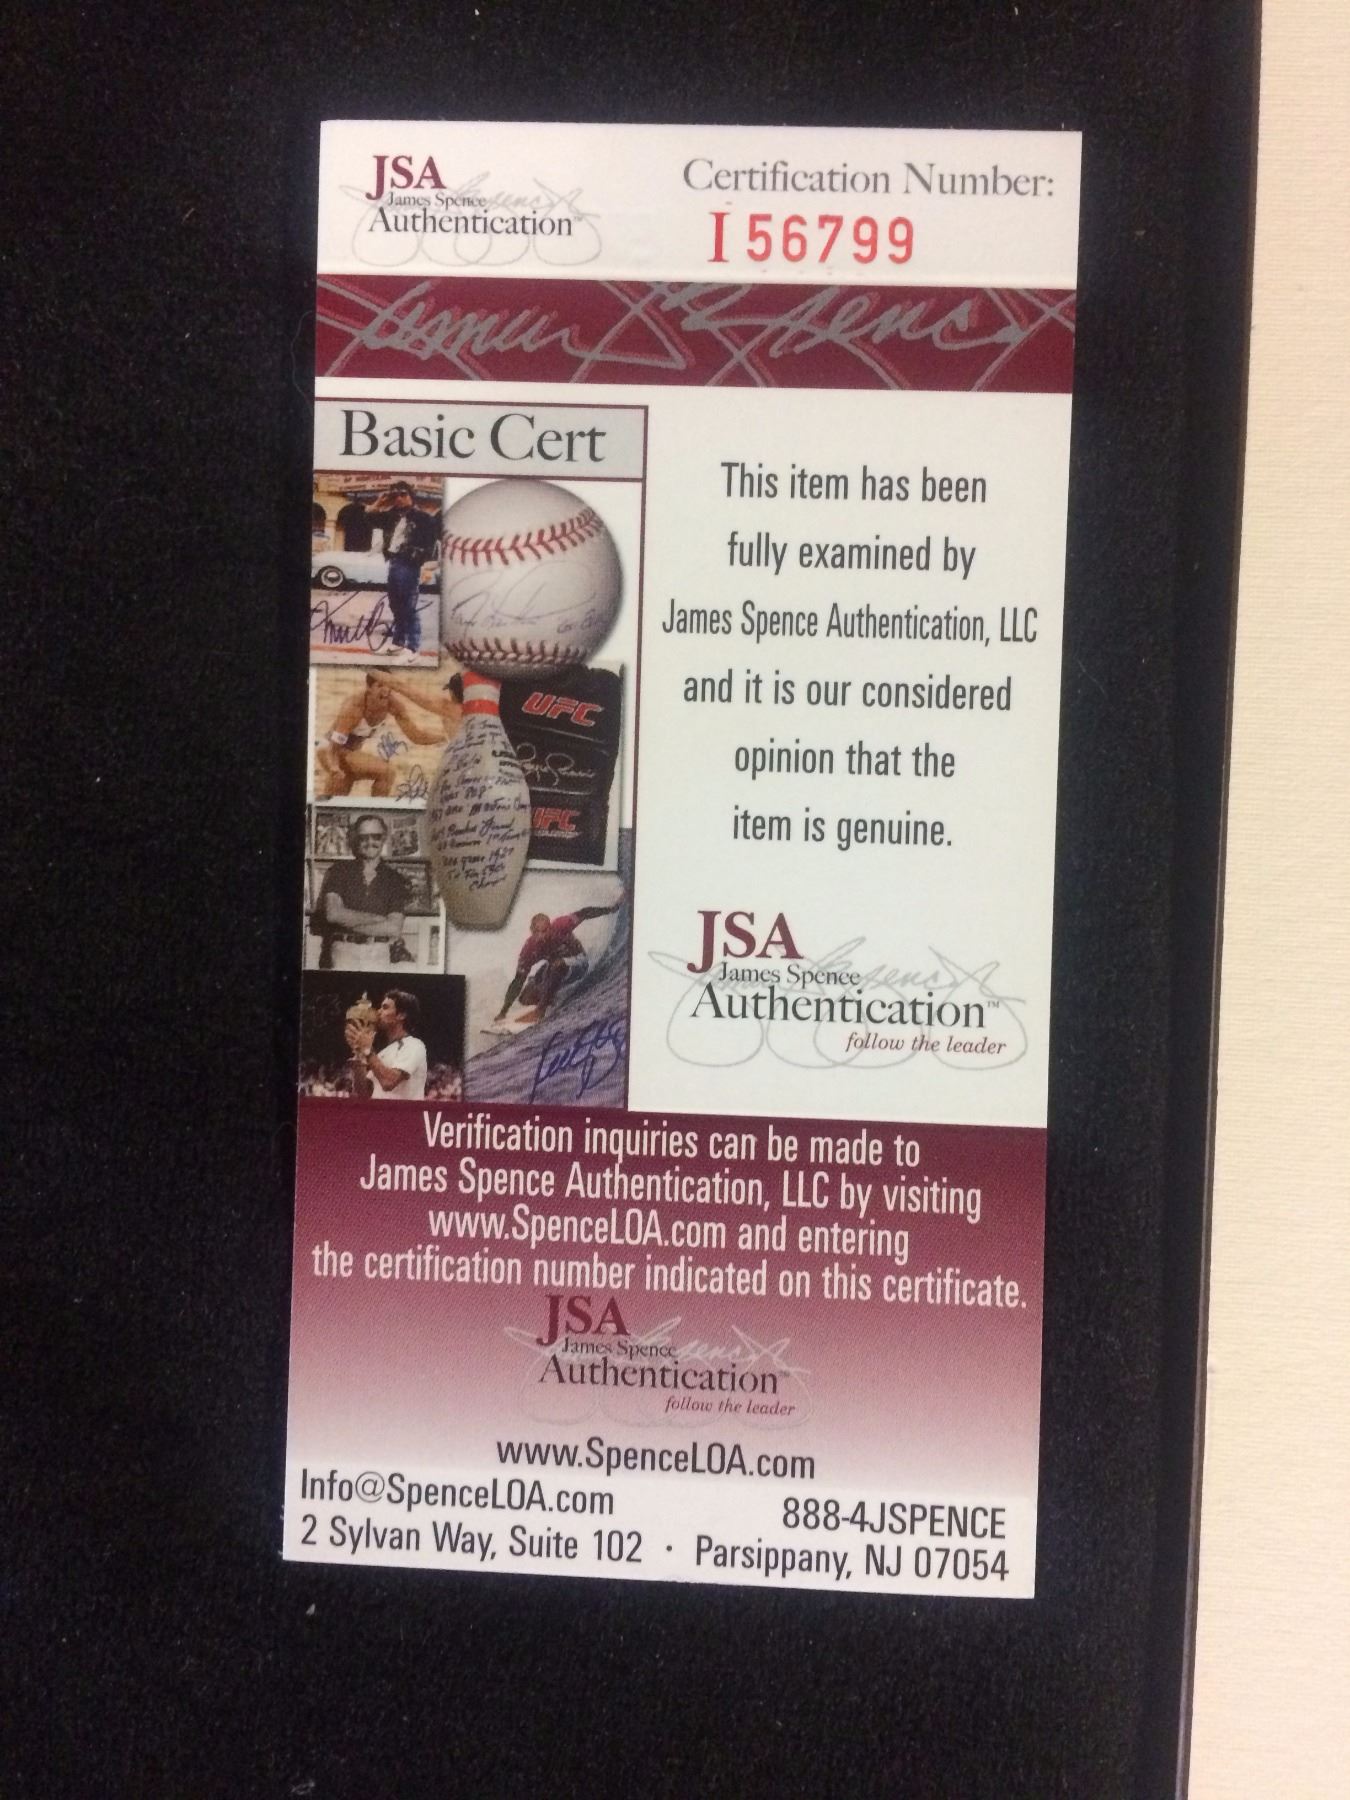 JSA
James Spence
Authentication™
Certification Number:
I 56799
Basic Cert
UFC
UFC
This item has been
fully examined by
James Spence Authentication, LLC
and it is our considered
opinion that the
item is genuine.
JSA
James Spence
Authentication™
follow the leader
Verification inquiries can be made to
James Spence Authentication, LLC by visiting
www.SpenceLOA.com and entering
the certification number indicated on this certificate.
JSA
James Spence
Authentication™
follow the leader
www.SpenceLOA.com
Info@SpenceLOA.com
888-4JSPENCE
2 Sylvan Way, Suite 102 · Parsippany, NJ 07054